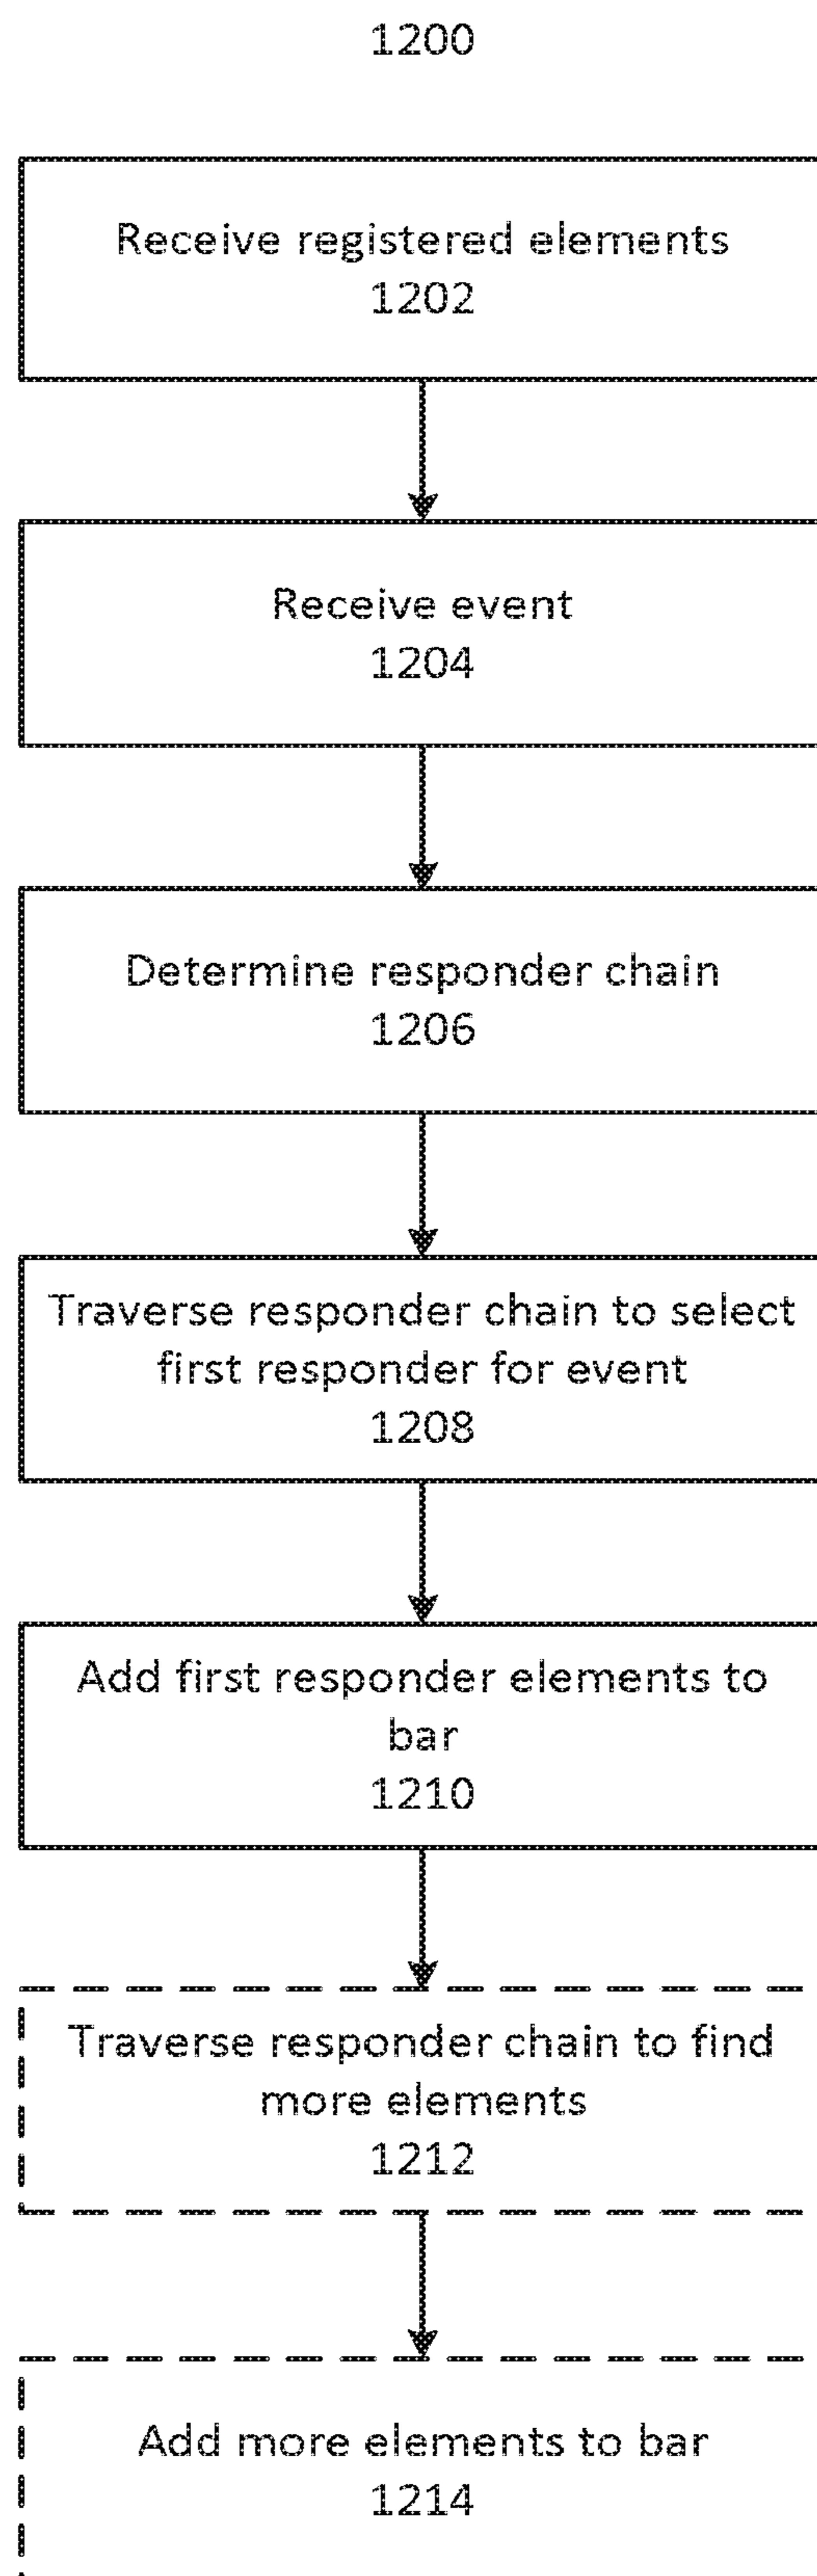 1200
Receive registered elements
1202
Receive event
1204
Determine responder chain
1206
Traverse responder chain to select
first responder for event
1208
Add first responder elements to
bar
1210
Traverse responder chain to find
more elements
1212
Add more elements to bar
1214